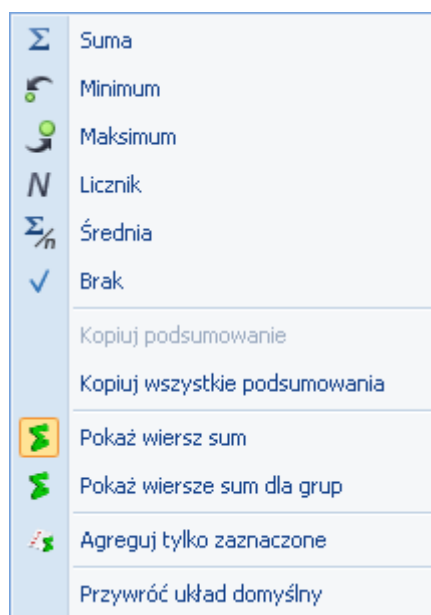 Σ Suma
Minimum
Maksimum
N Licznik
Σ/n Średnia
Brak
Kopiuj podsumowanie
Kopiuj wszystkie podsumowania
Pokaż wiersz sum
Pokaż wiersze sum dla grup
Agreguj tylko zaznaczone
Przywróć układ domyślny